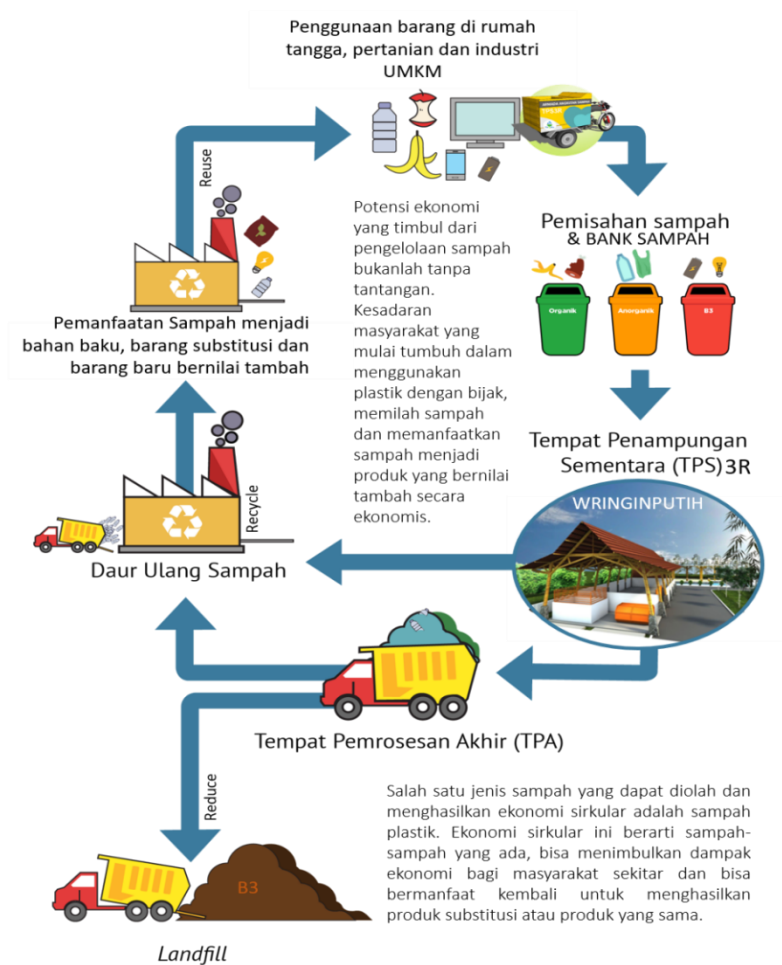 Penggunaan barang di rumah
tangga, pertanian dan industri
UMKM
Reuse
Potensi ekonomi
yang timbul dari
pengelolaan sampah
bukanlah tanpa
tantangan.
Kesadaran
masyarakat yang
mulai tumbuh dalam
menggunakan
plastik dengan bijak,
memilah sampah
dan memanfaatkan
sampah menjadi
produk yang bernilai
tambah secara
ekonomis.
Pemisahan sampah
& BANK SAMPAH
Organik
Anorganik
B3
Pemanfaatan Sampah menjadi
bahan baku, barang substitusi dan
barang baru bernilai tambah
Tempat Penampungan
Sementara (TPS) 3R
WRINGINPUTIH
Recycle
Daur Ulang Sampah
Tempat Pemrosesan Akhir (TPA)
Reduce
Salah satu jenis sampah yang dapat diolah dan
menghasilkan ekonomi sirkular adalah sampah
plastik. Ekonomi sirkular ini berarti sampah-
sampah yang ada, bisa menimbulkan dampak
ekonomi bagi masyarakat sekitar dan bisa
bermanfaat kembali untuk menghasilkan
produk substitusi atau produk yang sama.
B3
Landfill